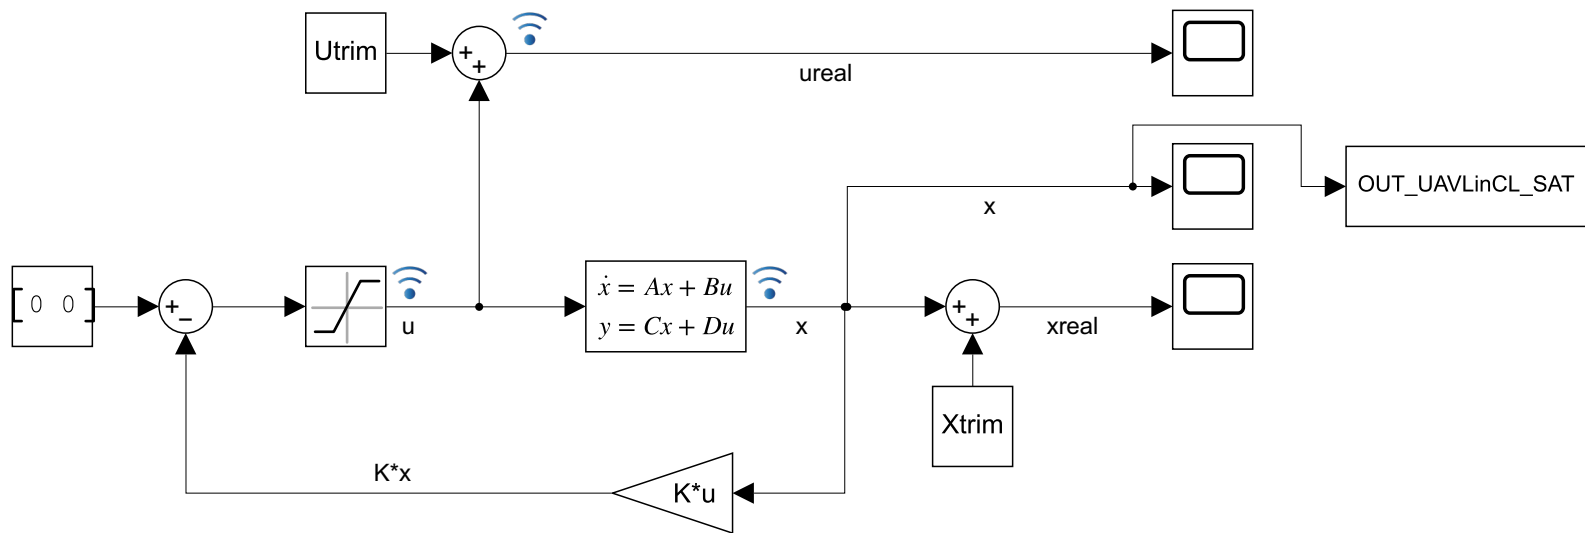 Utrim
+
+
ureal
x
OUT_UAVLinCL_SAT
[ 0 0 ]
+
−
u
ẋ = Ax + Bu
y = Cx + Du
x
+
+
xreal
Xtrim
K*x
K*u